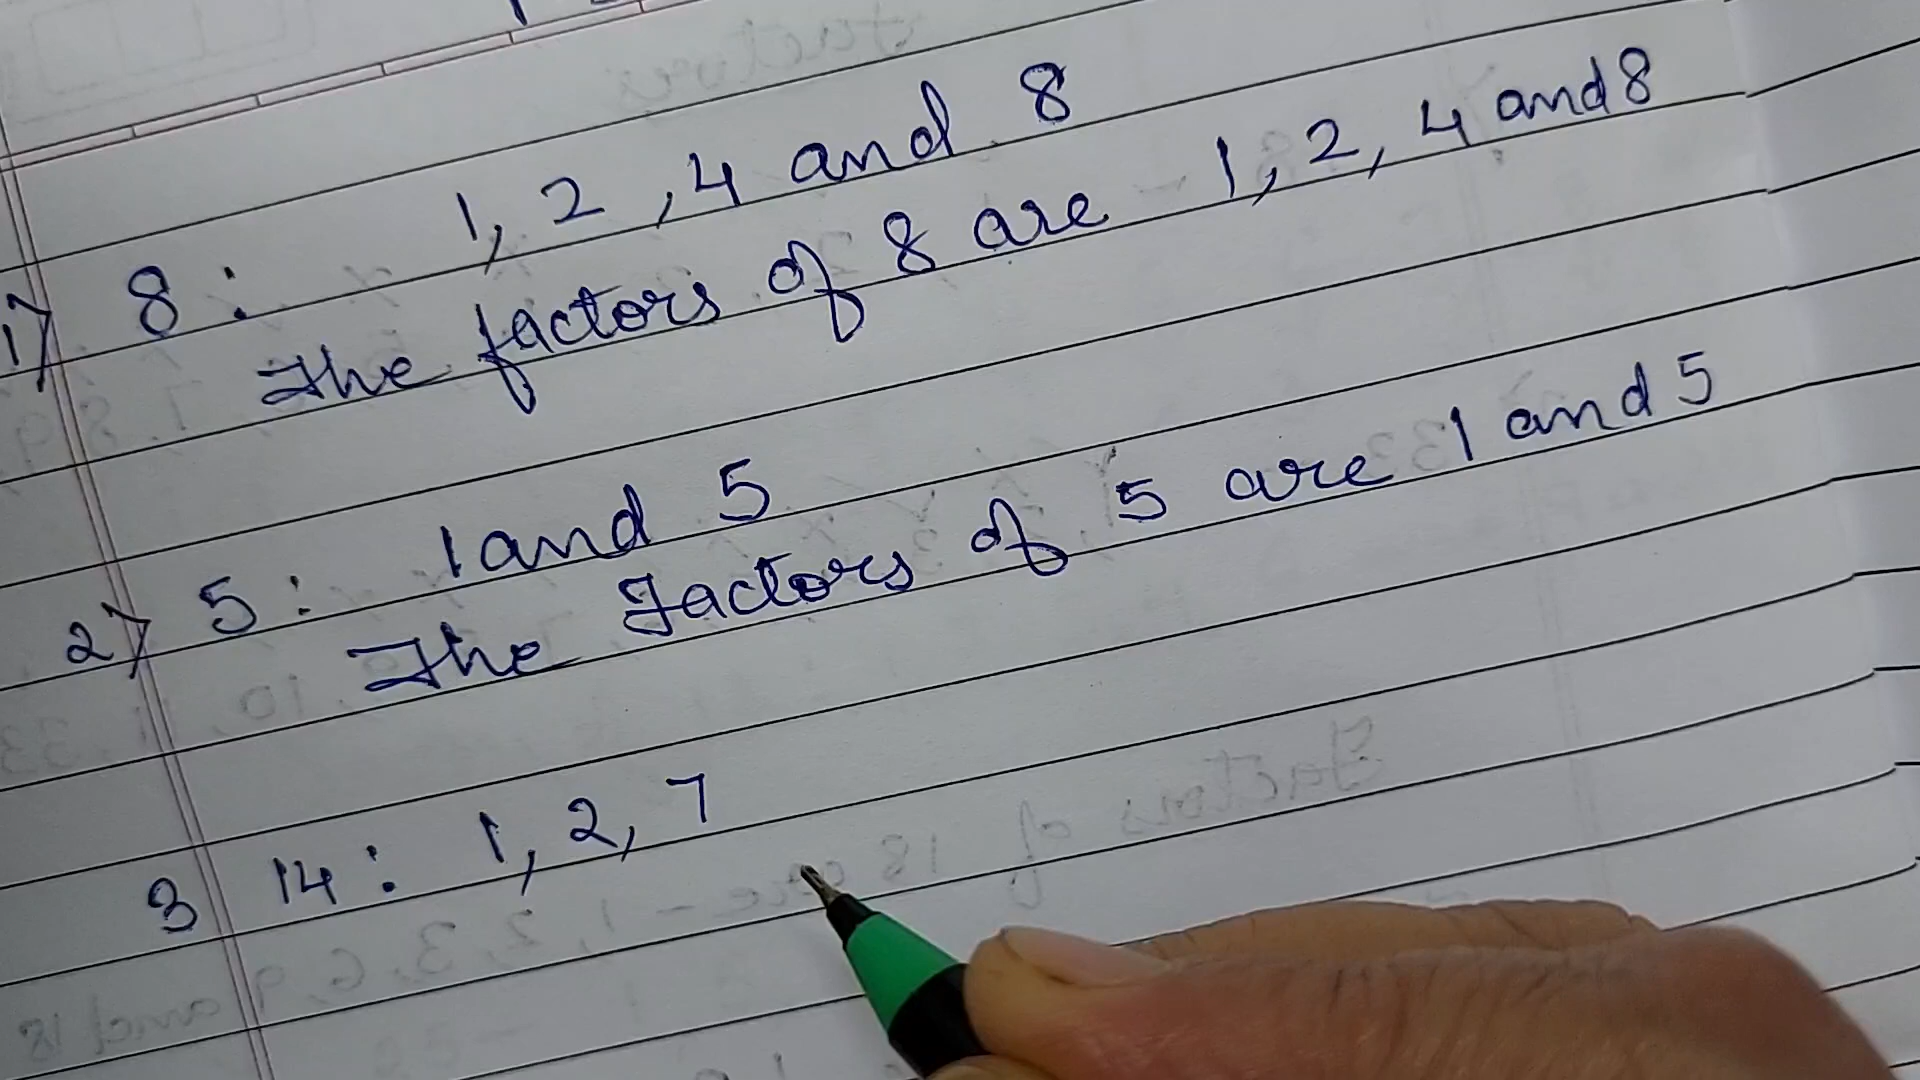 1) 8: 1, 2, 4 and 8
The factors of 8 are - 1, 2, 4 and 8
2) 5: 1 and 5
The Factors of 5 are 1 and 5
3 14: 1, 2, 7